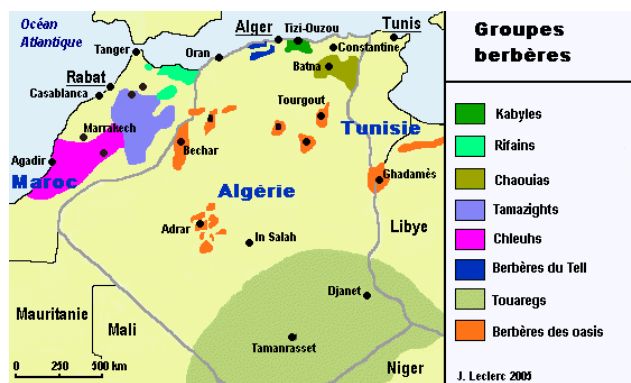 Océan
Atlantique
Tanger
Oran
Alger
Tizi-Ouzou
Tunis
Constantine
Batna
Rabat
Casablanca
Tourgout
Marrakech
Tunisie
Bechar
Agadir
Maroc
Ghadamès
Algérie
Adrar
In Salah
Libye
Djanet
Mauritanie
Mali
Tamanrasset
Niger
0 250 500 km
Groupes
berbères
Kabyles
Rifains
Chaouias
Tamazights
Chleuhs
Berbères du Tell
Touaregs
Berbères des oasis
J. Leclerc 2005